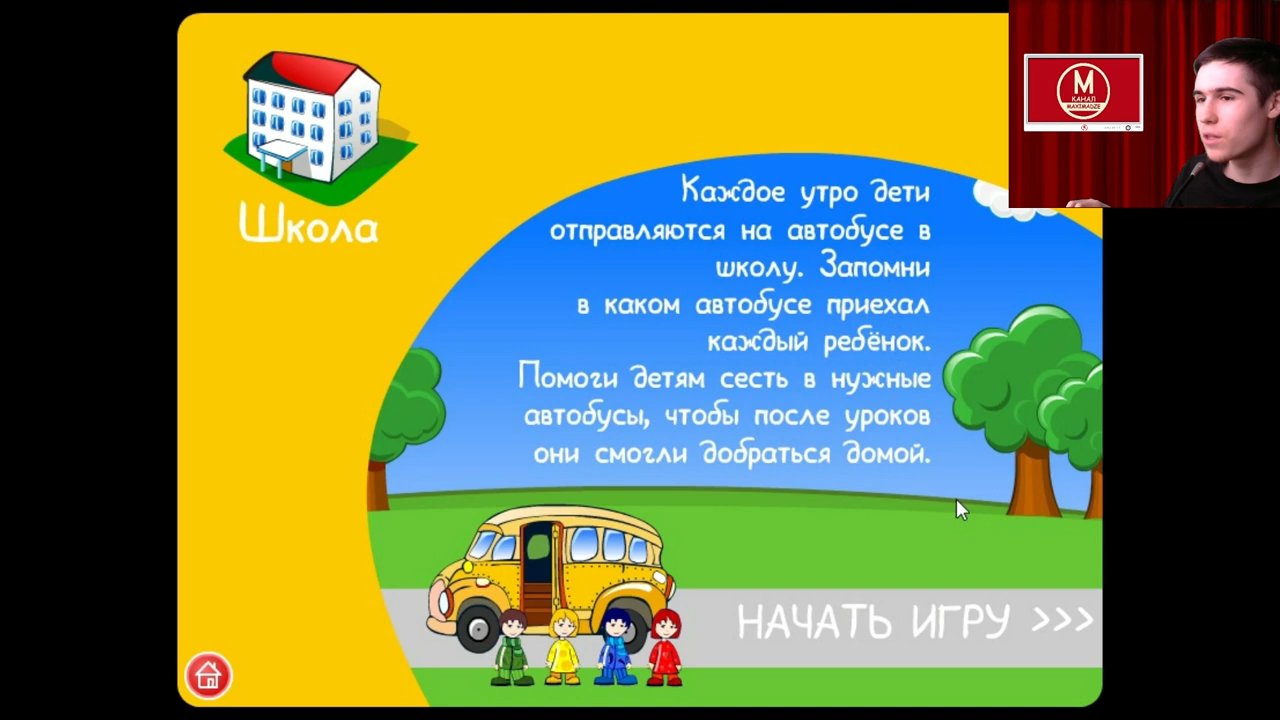 Школа
Каждое утро дети
отправляются на автобусе в
школу. Запомни
в каком автобусе приехал
каждый ребёнок.
Помоги детям сесть в нужные
автобусы, чтобы после уроков
они смогли добраться домой.
НАЧАТЬ ИГРУ >>>
М
КАНАЛ
MAXIMADZE